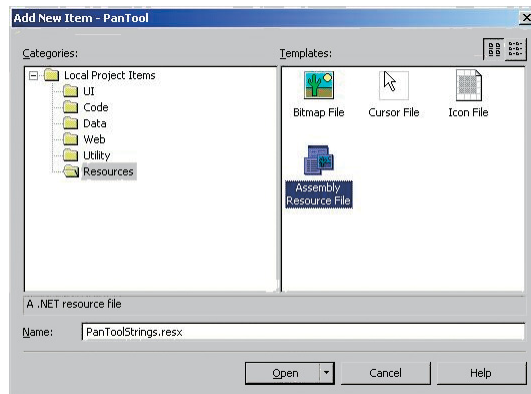 Add New Item - PanTool
Categories:
Templates:
Local Project Items
UI
Code
Data
Web
Utility
Resources
Bitmap File
Cursor File
Icon File
Assembly
Resource File
A .NET resource file
Name:
PanToolStrings.resx
Open
Cancel
Help